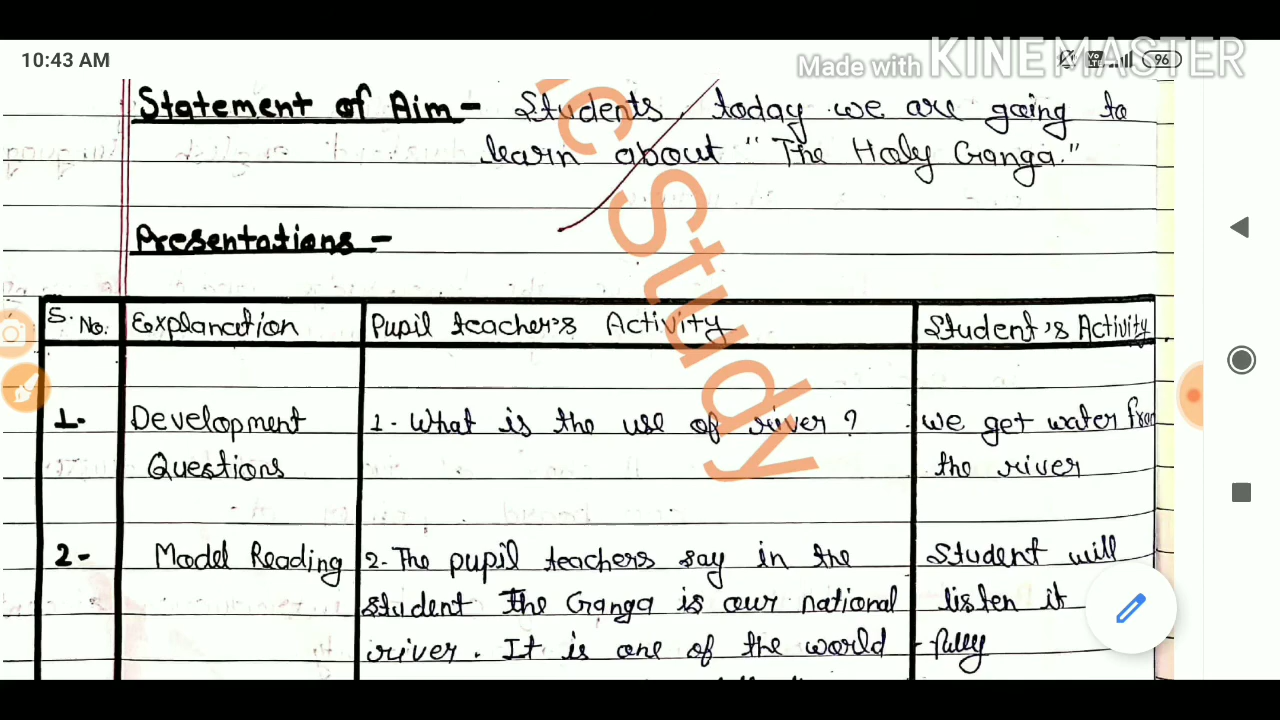 10:43 AM
Made with KINEMASTER
96
Statement of Aim - Students, today we are going to
learn about "The Holy Ganga."
Presentations -
S. No. Explanation Pupil teacher's Activity Student's Activity
1- Development 1- What is the use of river? we get water from
Questions the river
2- Model Reading 2- The pupil teachers say in the Student will
student The Ganga is our national listen it
river. It is one of the world - fully
Study